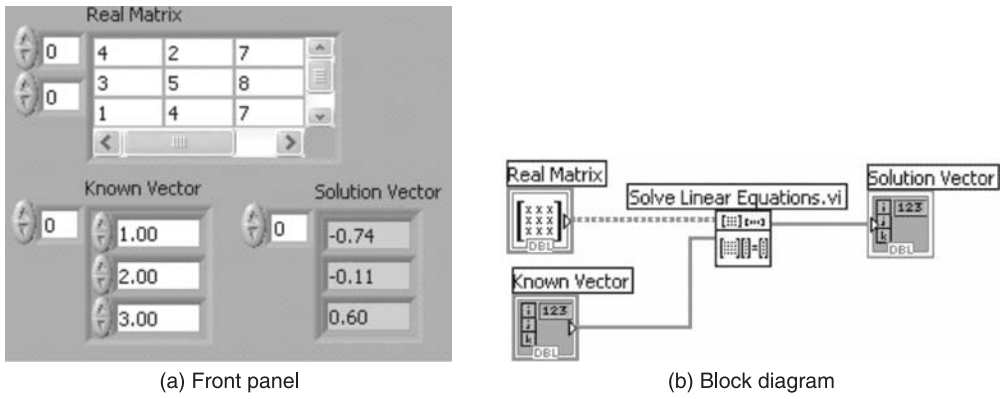 Real Matrix
0
0
4 2 7
3 5 8
1 4 7
Known Vector
0
1.00
2.00
3.00
Solution Vector
0
-0.74
-0.11
0.60
(a) Front panel
Real Matrix
X X X
X X X
X X X
DBL
Known Vector
i
j
k
123
DBL
Solve Linear Equations.vi
Solution Vector
i
j
k
123
DBL
(b) Block diagram